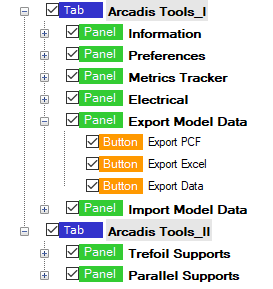 Tab Arcadis Tools_I
Panel Information
Panel Preferences
Panel Metrics Tracker
Panel Electrical
Panel Export Model Data
Button Export PCF
Button Export Excel
Button Export Data
Panel Import Model Data
Tab Arcadis Tools_II
Panel Trefoil Supports
Panel Parallel Supports